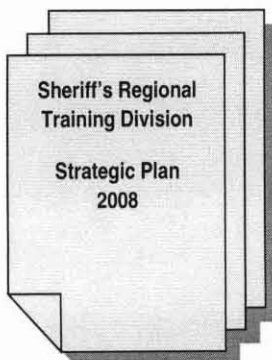 Sheriff's Regional
Training Division
Strategic Plan
2008